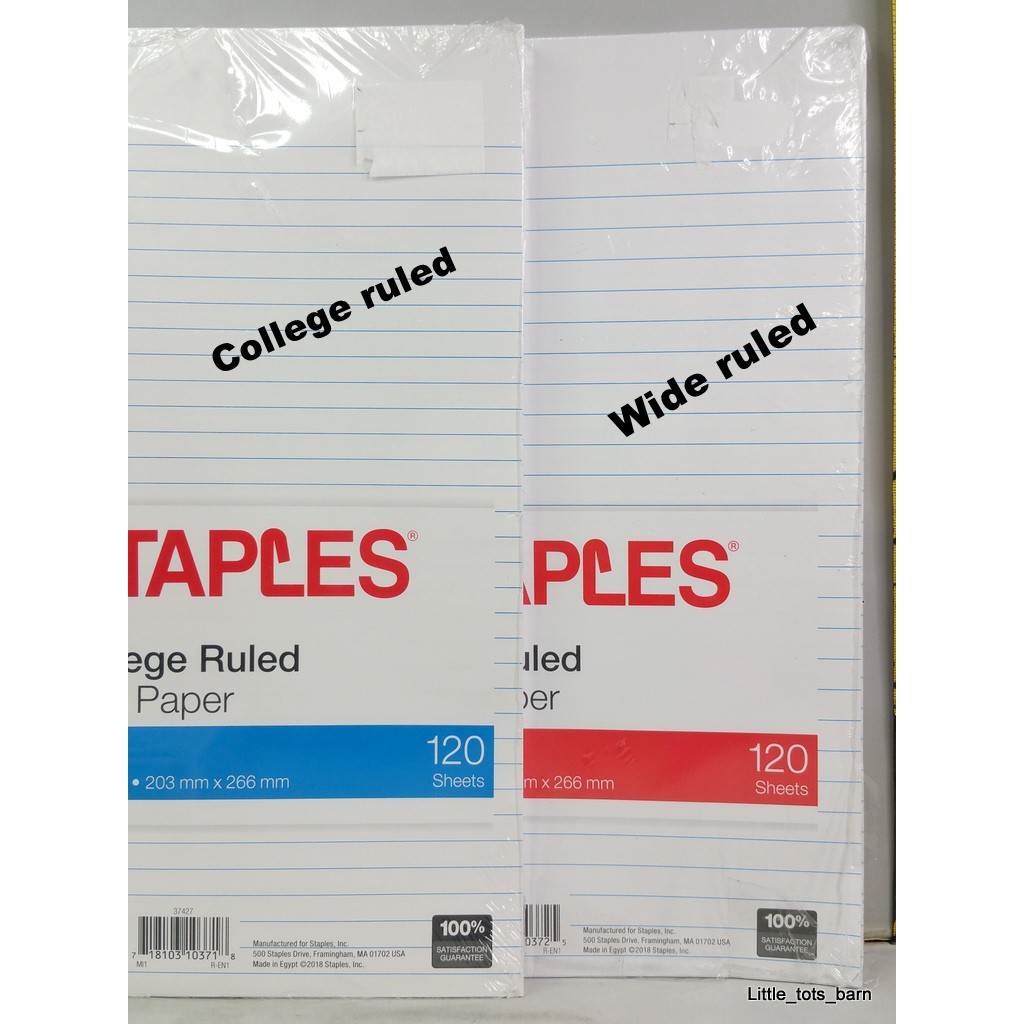 College ruled
TAPLES®
ege Ruled
Paper
120
Sheets
• 203 mm x 266 mm
37427
7 18103 10371 8
MI1 R-EN1
Manufactured for Staples, Inc.
500 Staples Drive, Framingham, MA 01702 USA
Made in Egypt ©2018 Staples, Inc.
100%
SATISFACTION
GUARANTEE
Wide ruled
APLES®
uled
per
120
Sheets
m x 266 mm
0372 5
R-EN1
Manufactured for Staples, Inc.
500 Staples Drive, Framingham, MA 01702 USA
Made in Egypt ©2018 Staples, Inc.
100%
SATISFACTION
GUARANTEE
Little_tots_barn